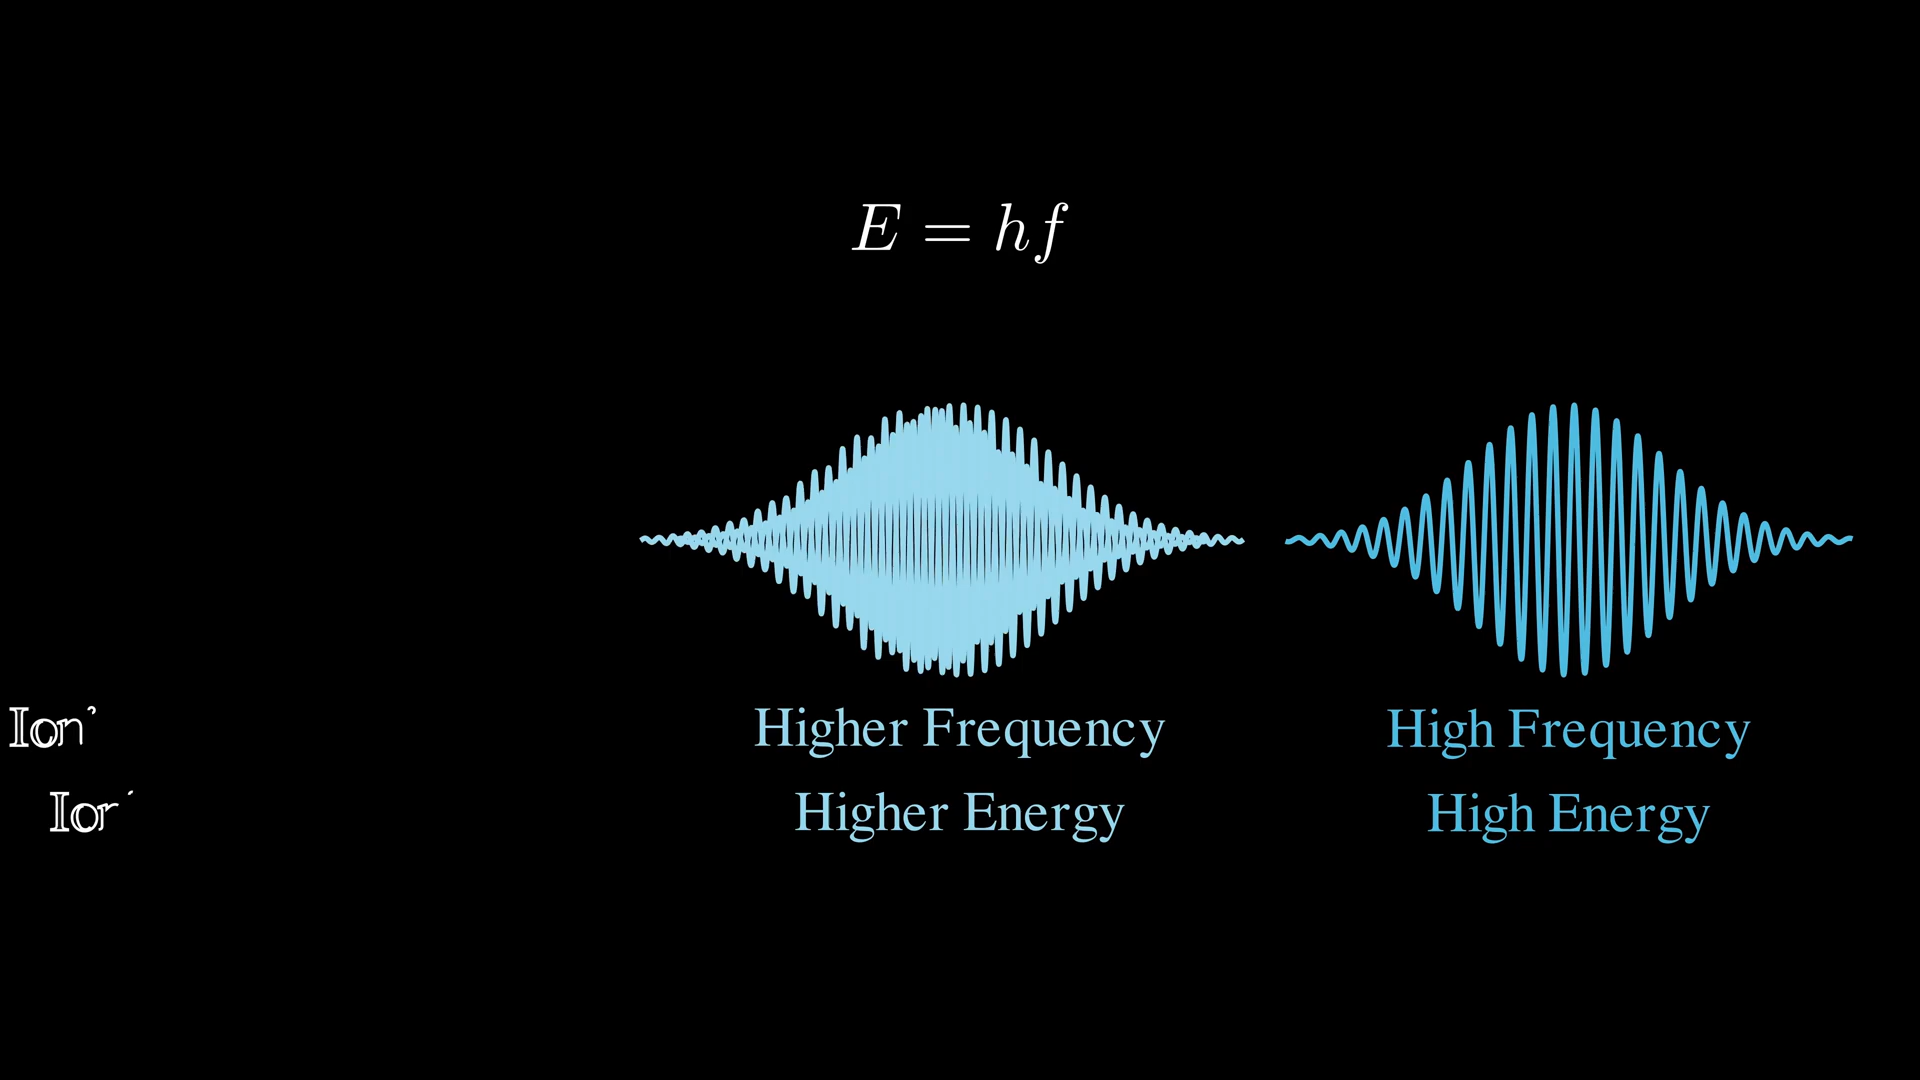 E = hf
Higher Frequency
High Frequency
Higher Energy
High Energy